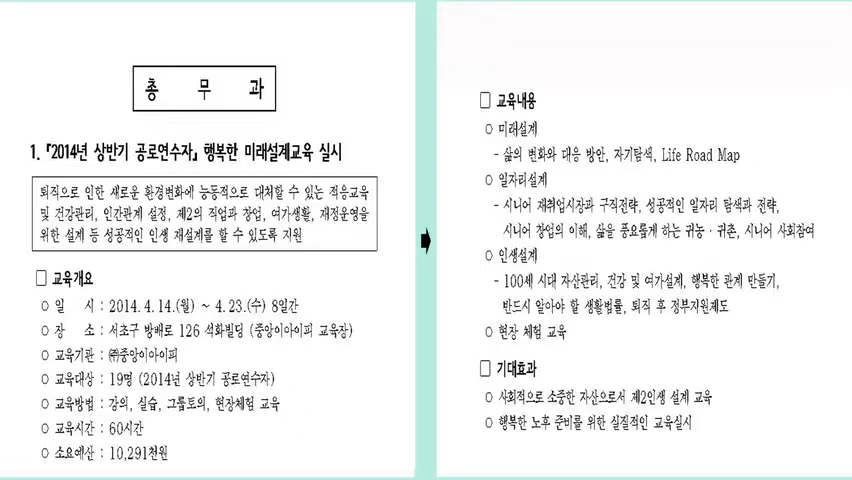 총 무 과
1. 「2014년 상반기 공로연수자」 행복한 미래설계교육 실시
퇴직으로 인한 새로운 환경변화에 능동적으로 대처할 수 있는 적응교육
및 건강관리, 인간관계 설정, 제2의 직업과 창업, 여가생활, 재정운영을
위한 설계 등 성공적인 인생 재설계를 할 수 있도록 지원
□ 교육개요
○ 일 시 : 2014. 4.14.(월) ~ 4.23.(수) 8일간
○ 장 소 : 서초구 방배로 126 석화빌딩 (중앙이아이피 교육장)
○ 교육기관 : ㈜중앙이아이피
○ 교육대상 : 19명 (2014년 상반기 공로연수자)
○ 교육방법 : 강의, 실습, 그룹토의, 현장체험 교육
○ 교육시간 : 60시간
○ 소요예산 : 10,291천원
□ 교육내용
○ 미래설계
- 삶의 변화와 대응 방안, 자기탐색, Life Road Map
○ 일자리설계
- 시니어 재취업시장과 구직전략, 성공적인 일자리 탐색과 전략,
시니어 창업의 이해, 삶을 풍요롭게 하는 귀농·귀촌, 시니어 사회참여
○ 인생설계
- 100세 시대 자산관리, 건강 및 여가설계, 행복한 관계 만들기,
반드시 알아야 할 생활법률, 퇴직 후 정부지원제도
○ 현장 체험 교육
□ 기대효과
○ 사회적으로 소중한 자산으로서 제2인생 설계 교육
○ 행복한 노후 준비를 위한 실질적인 교육실시